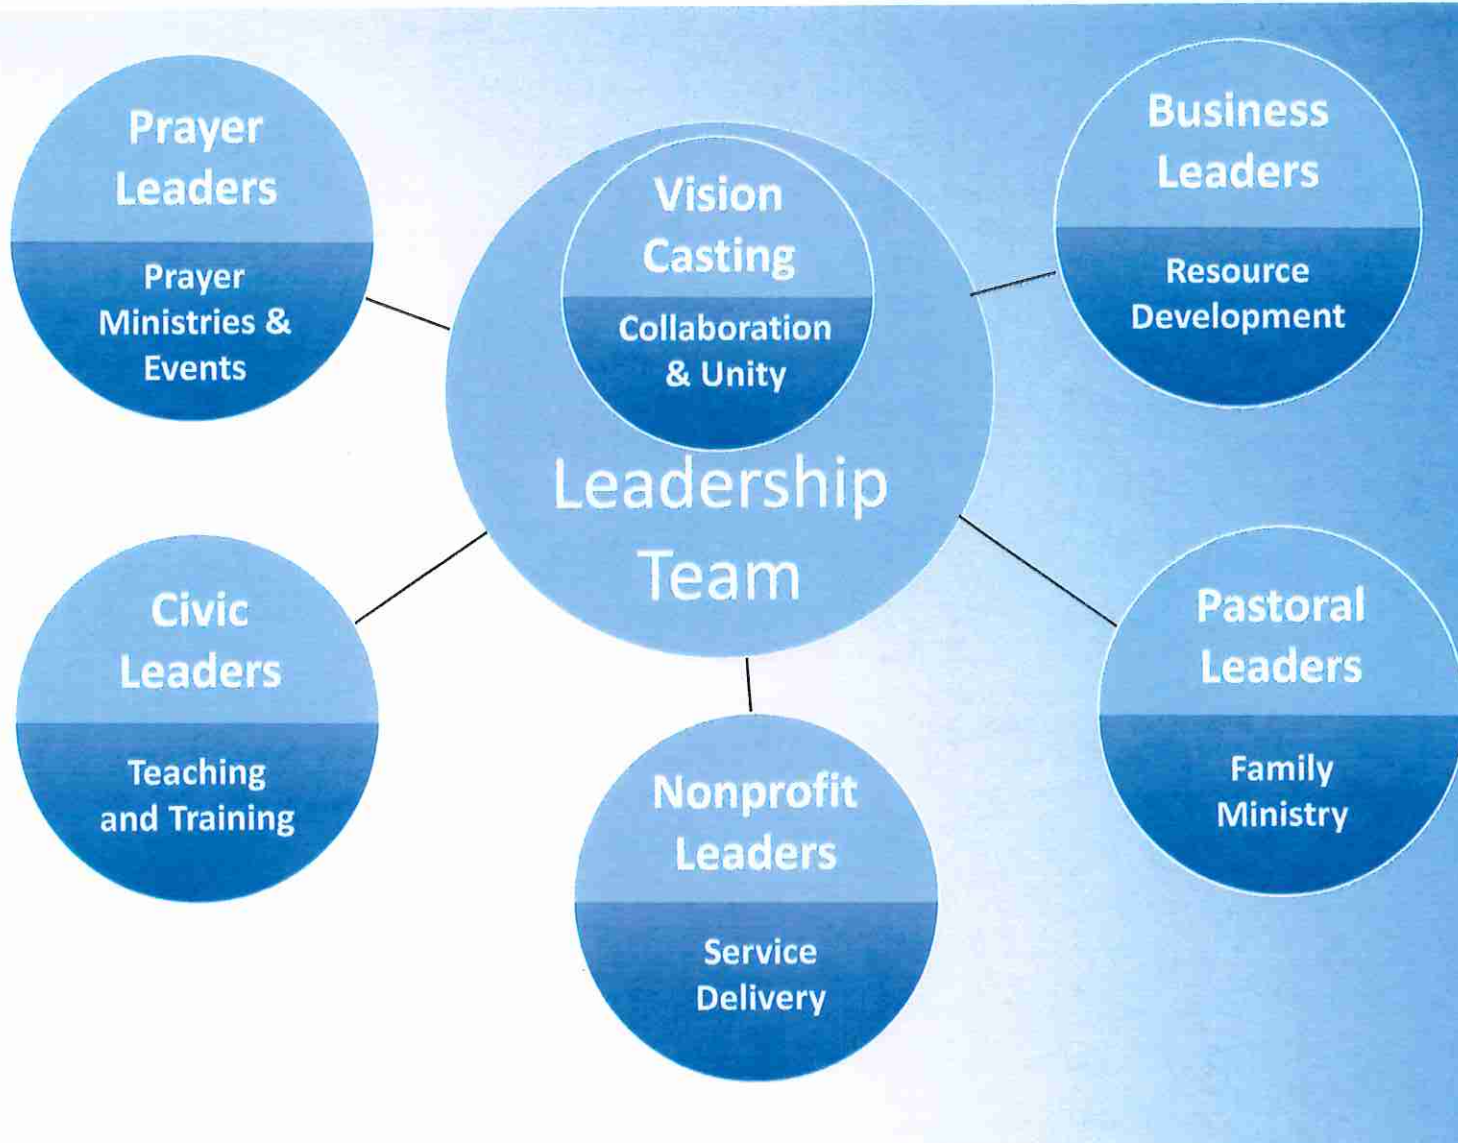 Prayer
Leaders
Prayer
Ministries &
Events
Vision
Casting
Collaboration
& Unity
Leadership
Team
Business
Leaders
Resource
Development
Civic
Leaders
Teaching
and Training
Nonprofit
Leaders
Service
Delivery
Pastoral
Leaders
Family
Ministry